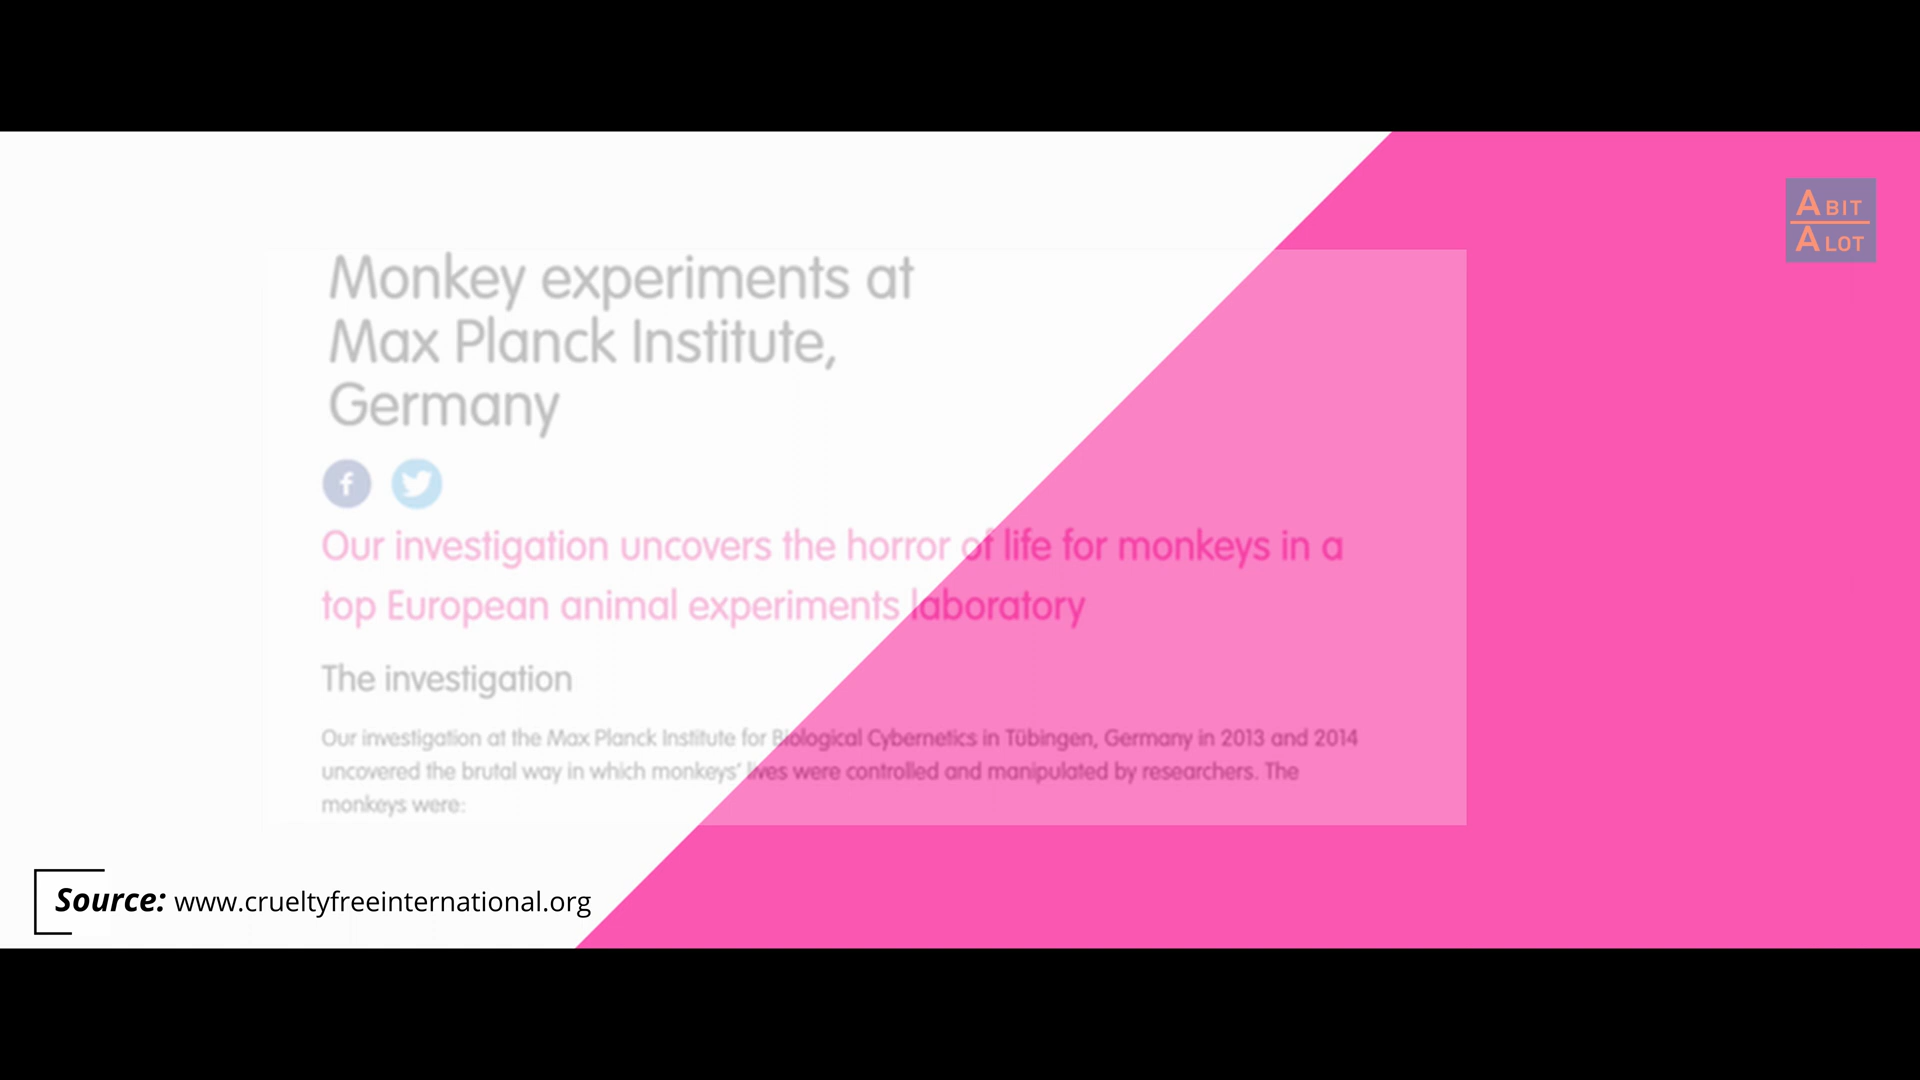 A BIT
A LOT
Monkey experiments at
Max Planck Institute,
Germany
f
Our investigation uncovers the horror of life for monkeys in a
top European animal experiments laboratory
The investigation
Our investigation at the Max Planck Institute for Biological Cybernetics in Tübingen, Germany in 2013 and 2014
uncovered the brutal way in which monkeys' lives were controlled and manipulated by researchers. The
monkeys were:
Source: www.crueltyfreeinternational.org